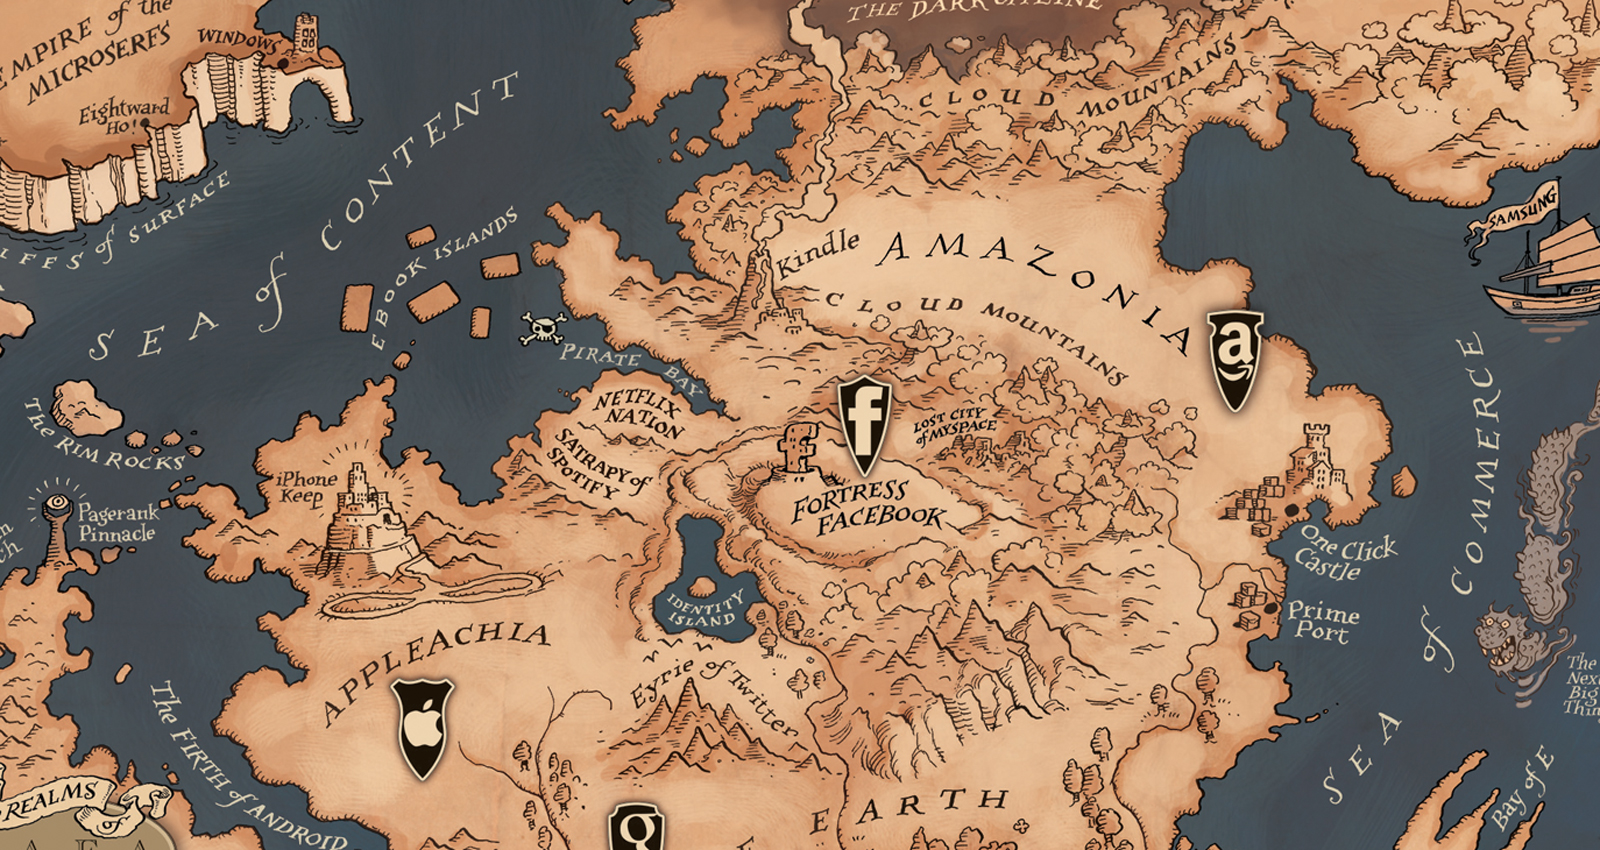 THE DARK
EMPIRE of the
MICROSERFS
WINDOWS
Eightward
Ho!
CLIFFS of SURFACE
SEA of CONTENT
EBOOK ISLANDS
CLOUD MOUNTAINS
Kindle
AMAZONIA
CLOUD MOUNTAINS
SAMSUNG
a
PIRATE BAY
NETFLIX
NATION
SATRAPY of
SPOTIFY
f
f
LOST CITY
of MYSPACE
FORTRESS
FACEBOOK
The RIM ROCKS
iPhone
Keep
Pagerank
Pinnacle
One Click
Castle
Prime
Port
IDENTITY
ISLAND
APPLEACHIA
Eyrie of Twitter
SEA of COMMERCE
The
Next
Big
Thing
The FIRTH of ANDROID
REALMS
of
g
EARTH
Bay of E